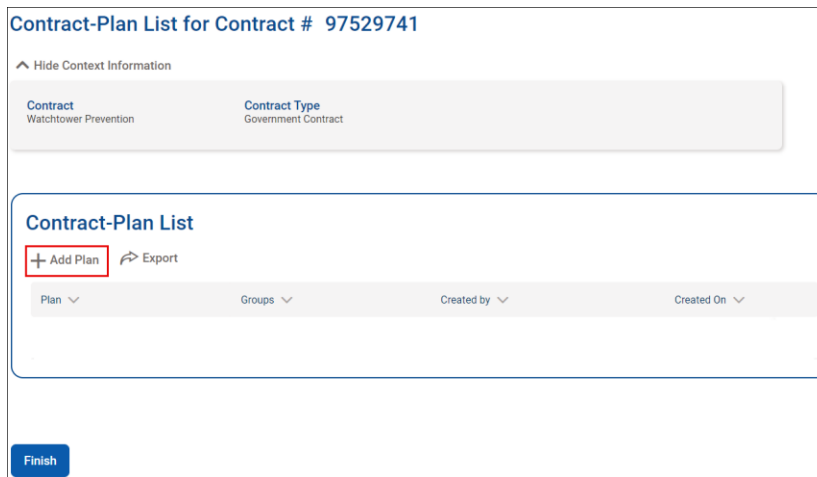 Contract-Plan List for Contract # 97529741
Hide Context Information
Contract Contract Type
Watchtower Prevention Government Contract
Contract-Plan List
Add Plan Export
Plan Groups Created by Created On
Finish